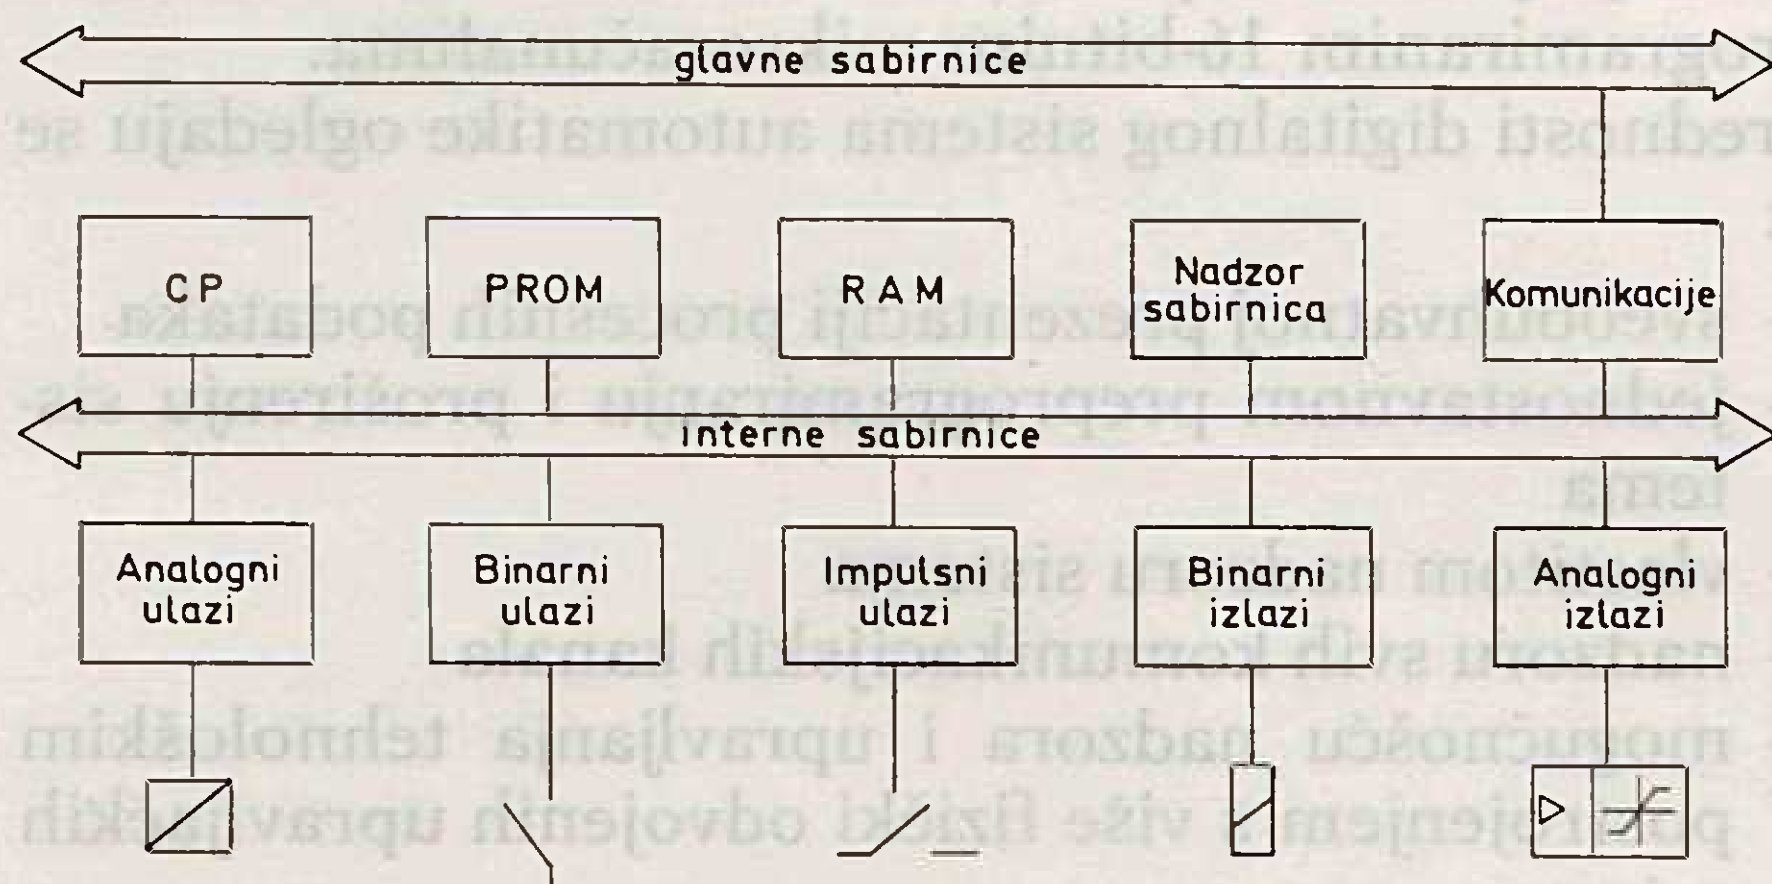 glavne sabirnice
CP
PROM
RAM
Nadzor
sabirnica
Komunikacije
interne sabirnice
Analogni
ulazi
Binarni
ulazi
Impulsni
ulazi
Binarni
izlazi
Analogni
izlazi